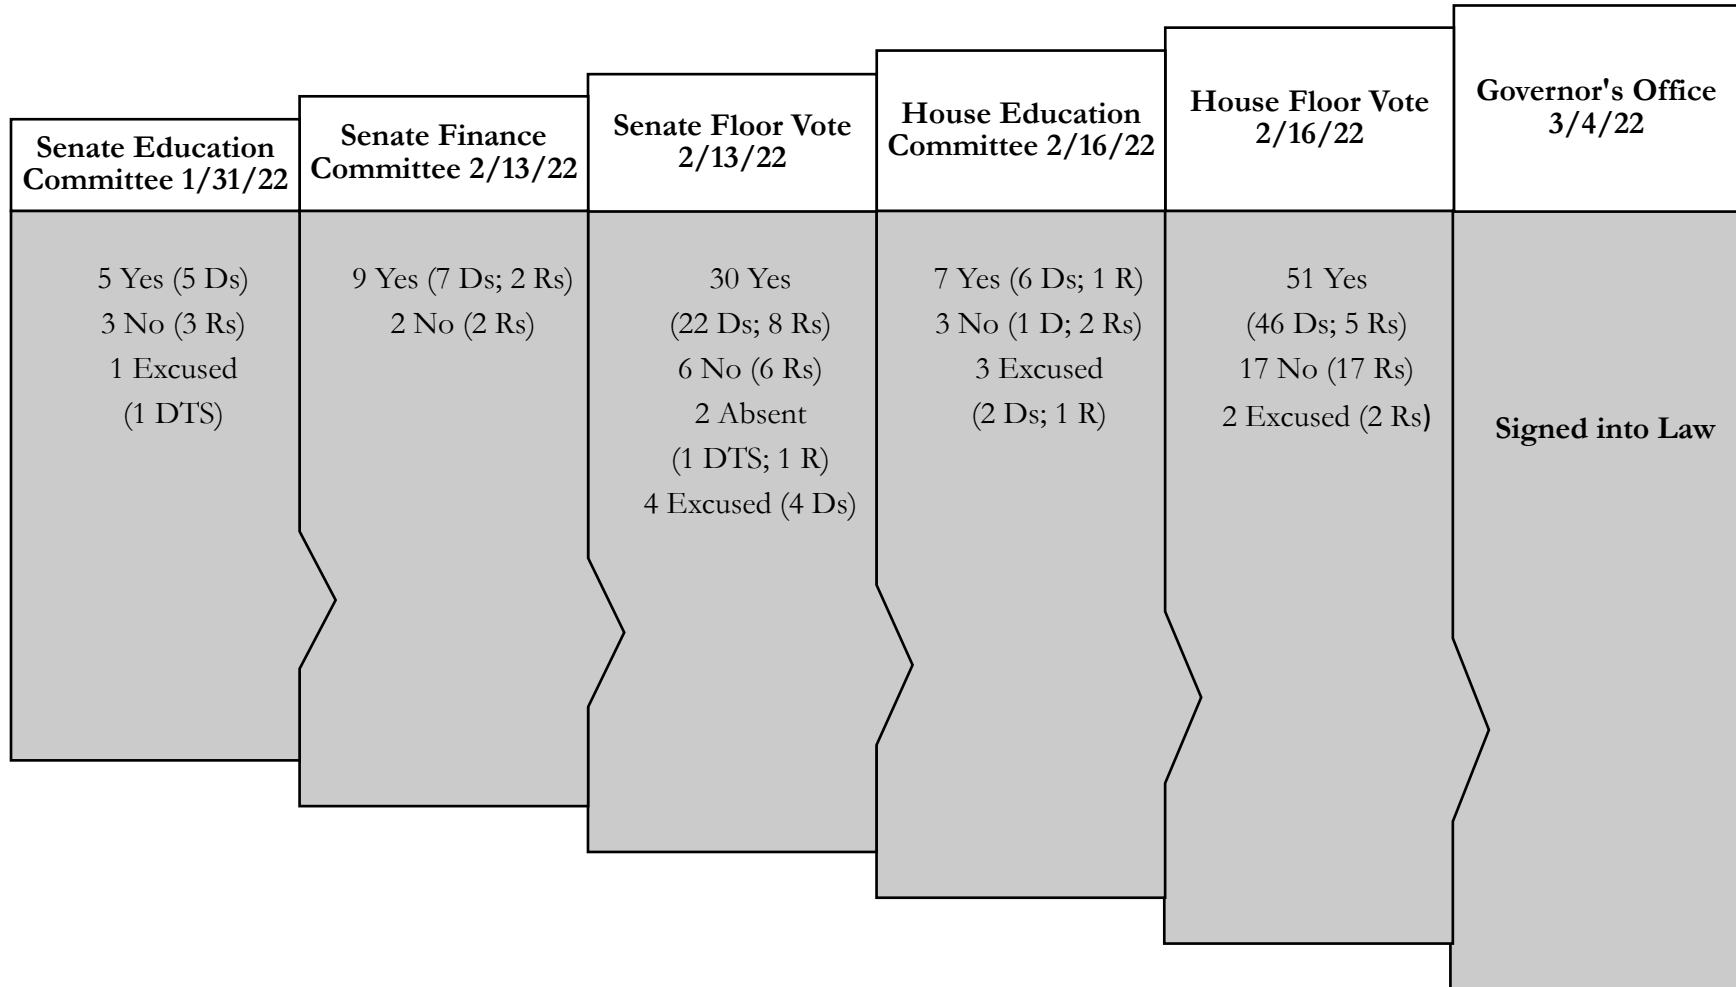 Senate Education
Committee 1/31/22
5 Yes (5 Ds)
3 No (3 Rs)
1 Excused
(1 DTS)
Senate Finance
Committee 2/13/22
9 Yes (7 Ds; 2 Rs)
2 No (2 Rs)
Senate Floor Vote
2/13/22
30 Yes
(22 Ds; 8 Rs)
6 No (6 Rs)
2 Absent
(1 DTS; 1 R)
4 Excused (4 Ds)
House Education
Committee 2/16/22
7 Yes (6 Ds; 1 R)
3 No (1 D; 2 Rs)
3 Excused
(2 Ds; 1 R)
House Floor Vote
2/16/22
51 Yes
(46 Ds; 5 Rs)
17 No (17 Rs)
2 Excused (2 Rs)
Governor's Office
3/4/22
Signed into Law